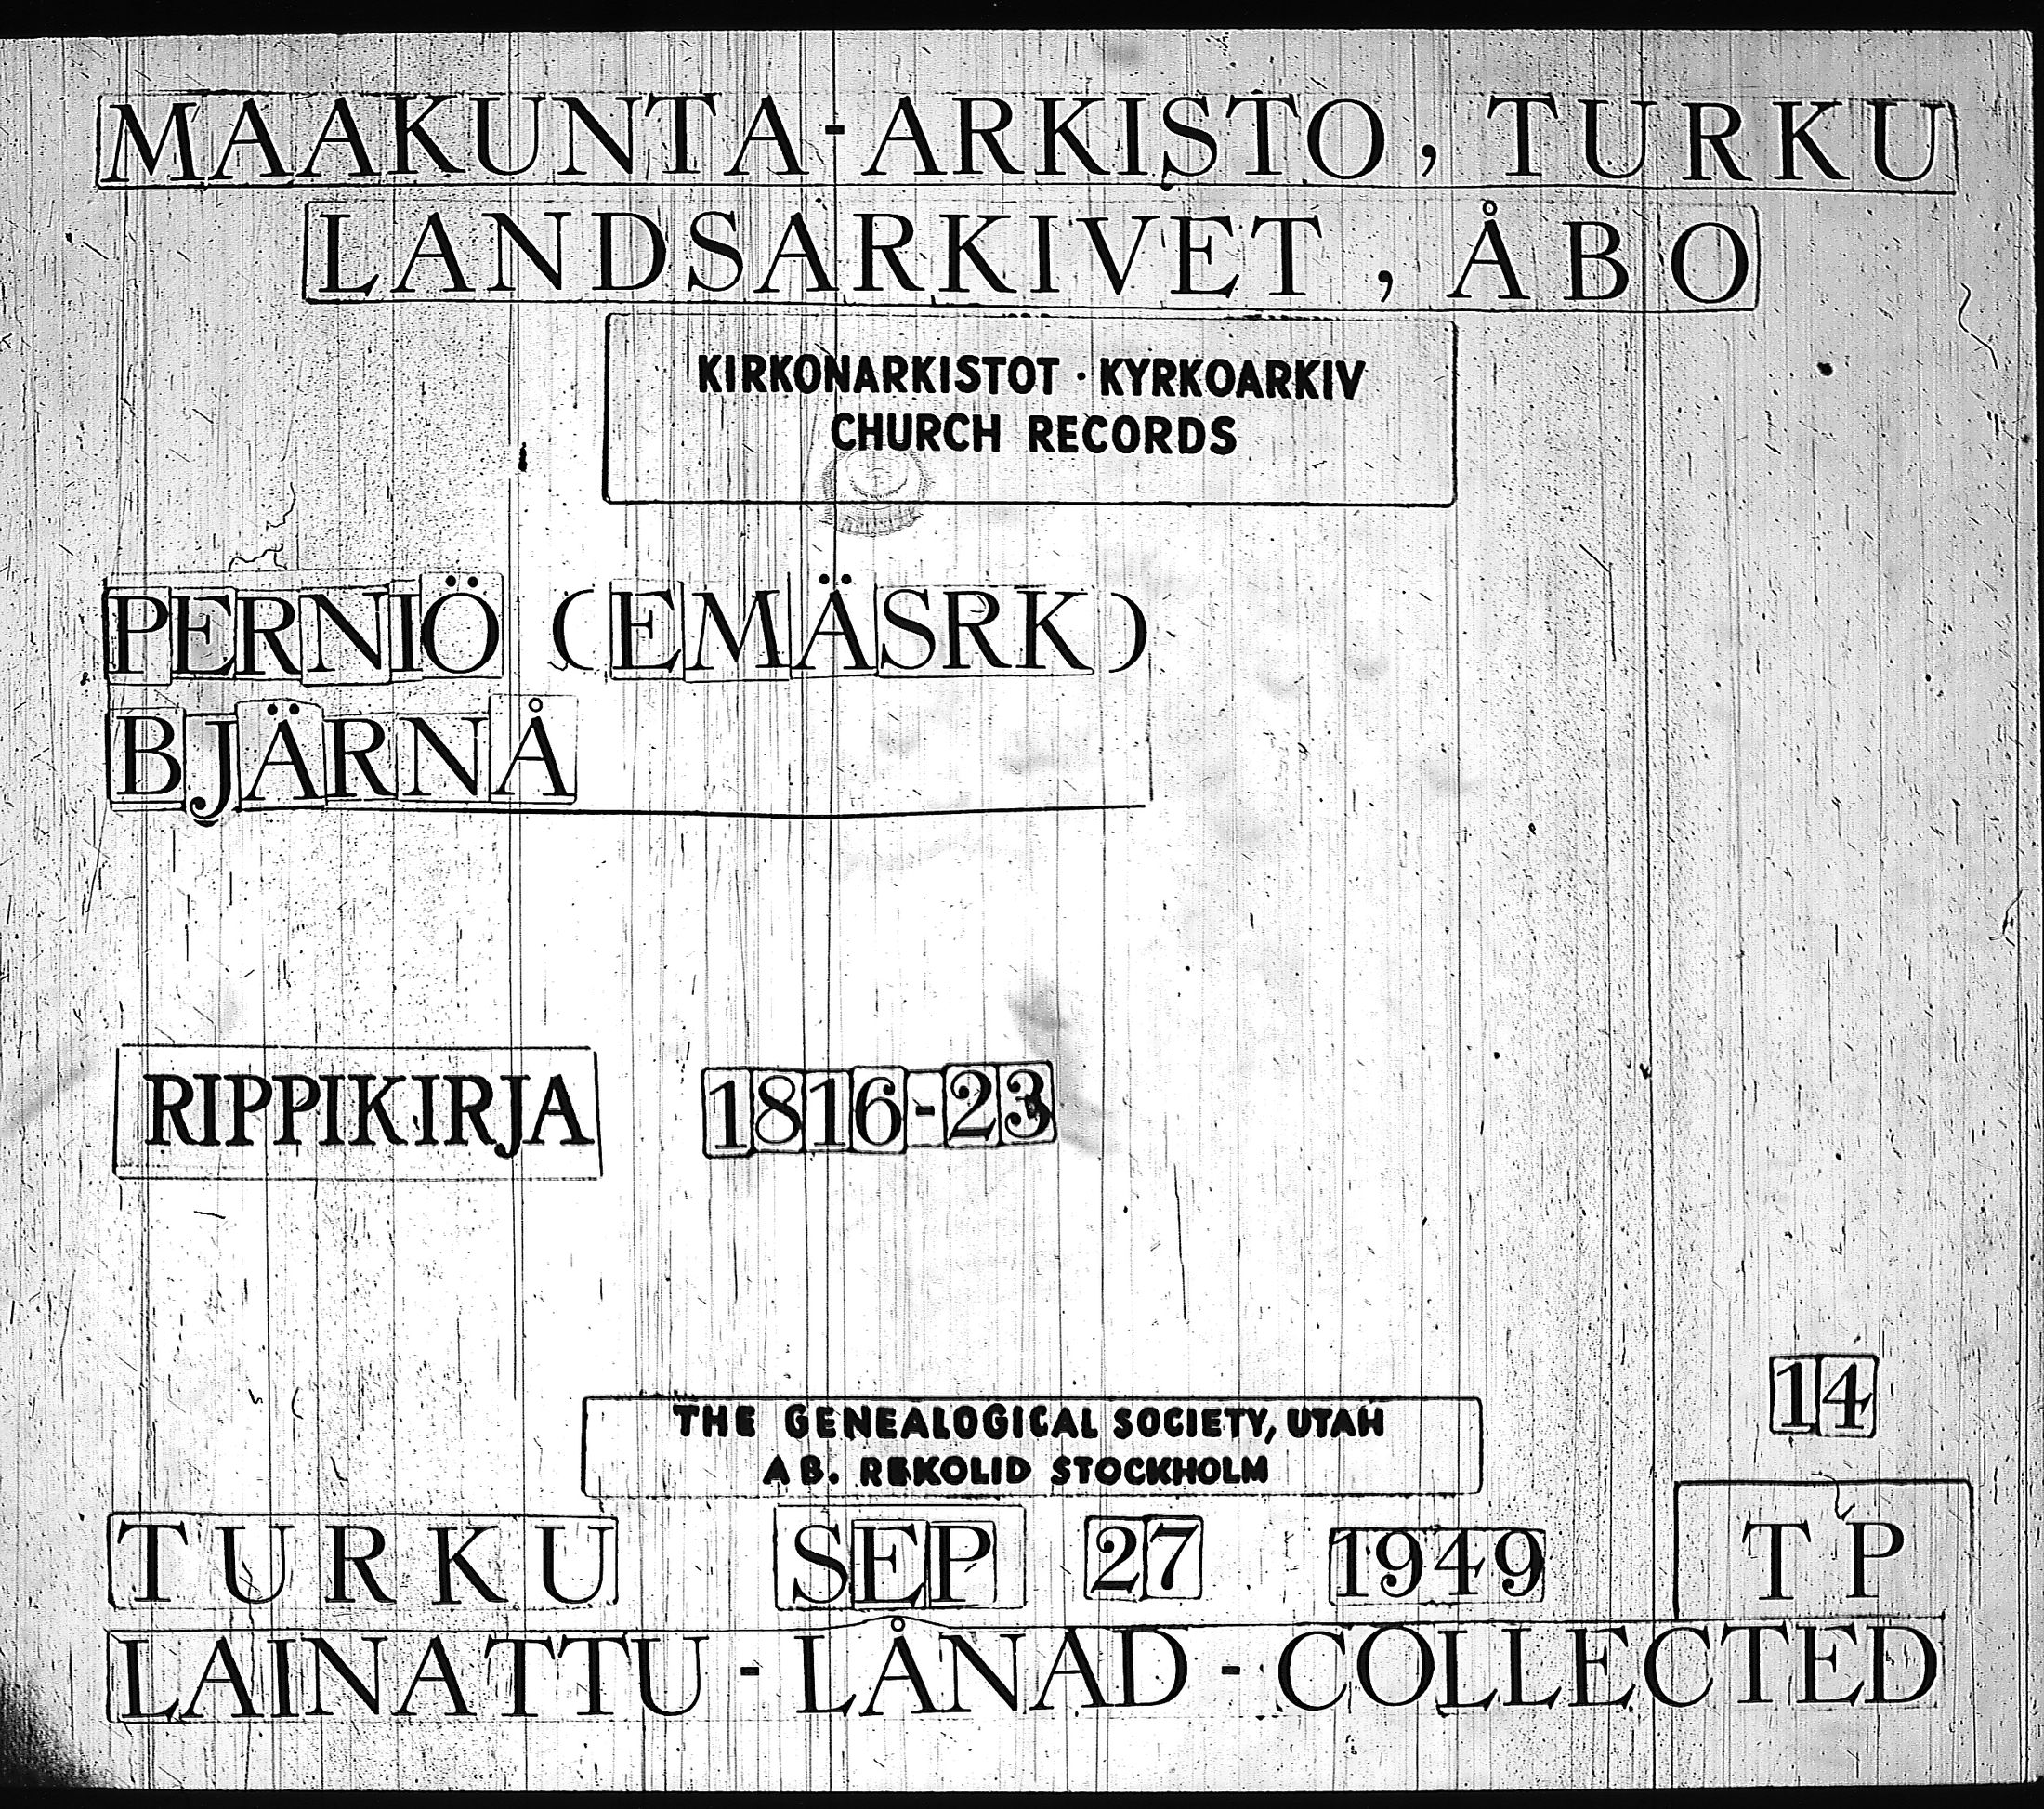 MAAKUNTA-ARKISTO, TURKU
LANDSARKIVET, ÅBO
KIRKONARKISTOT · KYRKOARKIV
CHURCH RECORDS
PERNIÖ (EMÄSRK)
BJÄRNÅ
RIPPIKIRJA 1816-23
14
THE GENEALOGICAL SOCIETY, UTAH
AB. REKOLID STOCKHOLM
TURKU SEP 27 1949 TP
LAINATTU - LÅNAD - COLLECTED